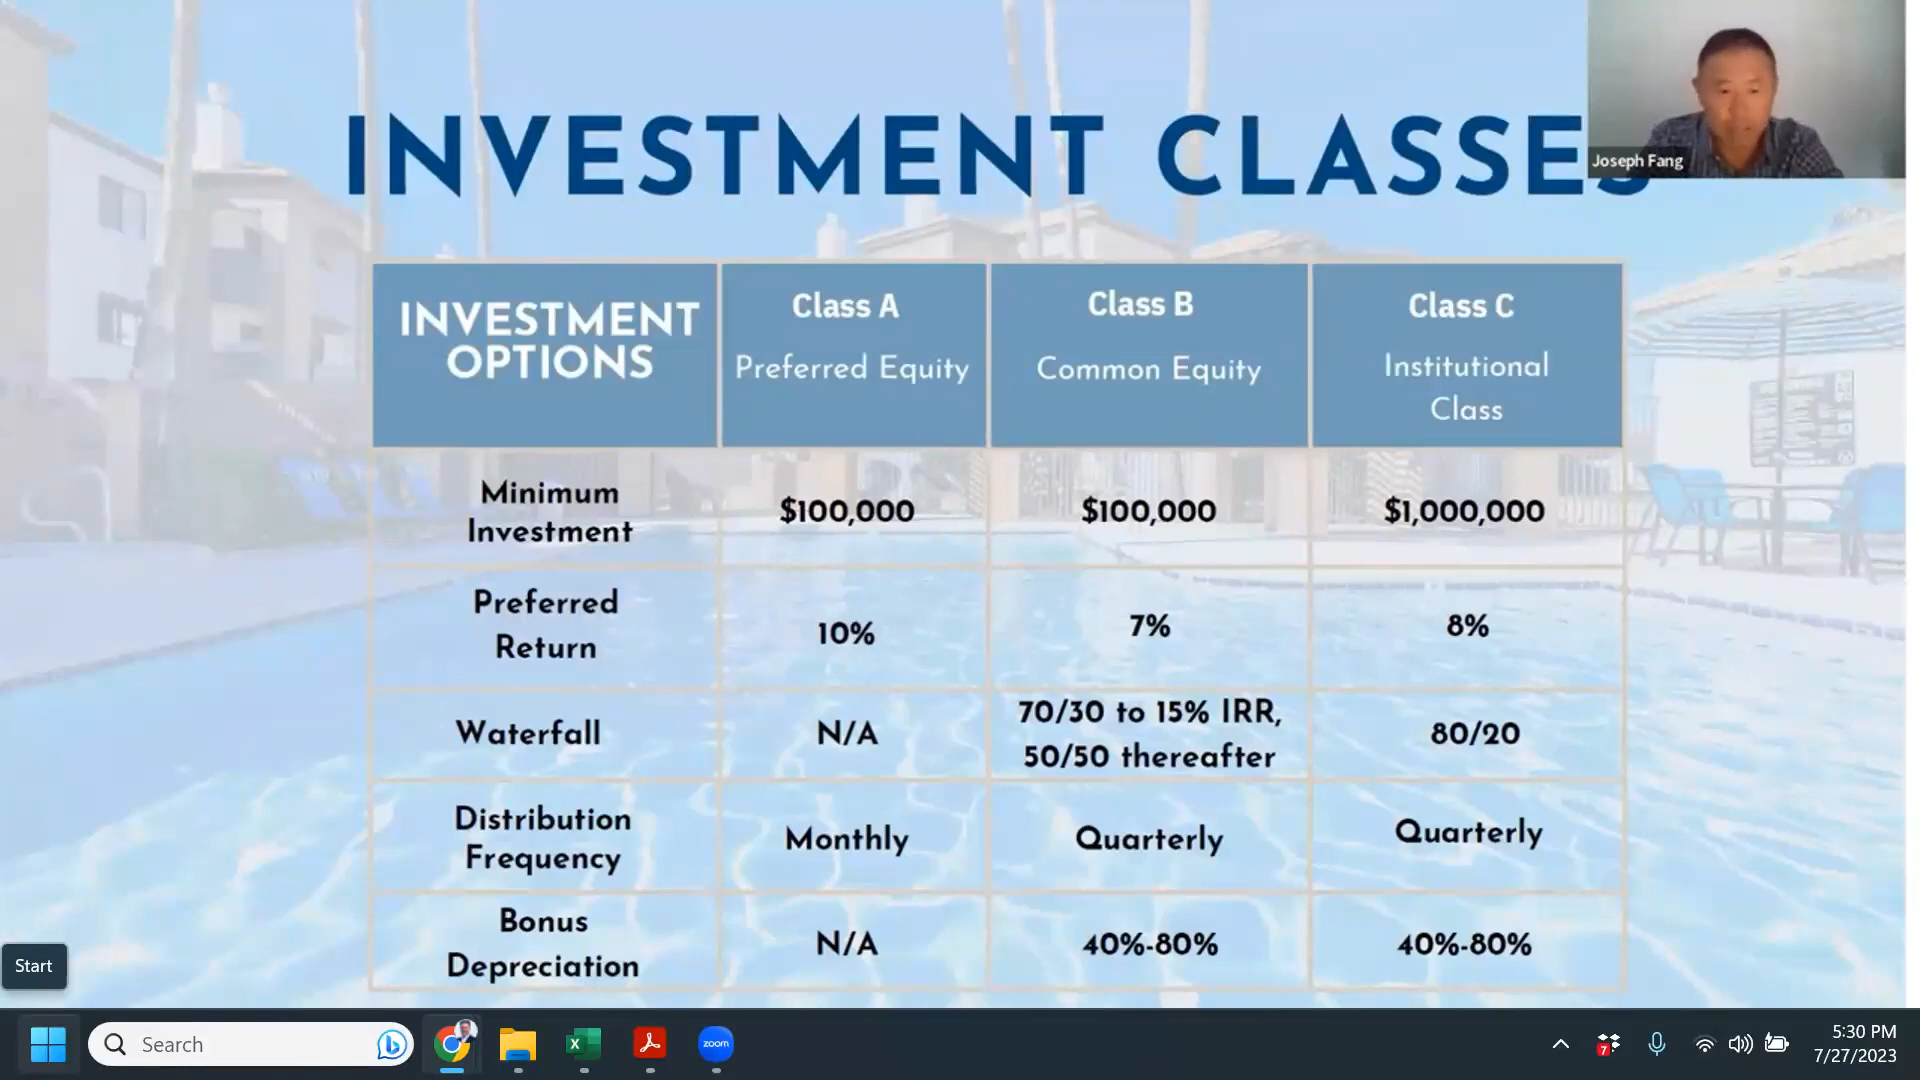 INVESTMENT CLASSES
Joseph Fang
INVESTMENT
OPTIONS
Class A
Preferred Equity
Class B
Common Equity
Class C
Institutional
Class
Minimum
Investment
$100,000
$100,000
$1,000,000
Preferred
Return
10%
7%
8%
Waterfall
N/A
70/30 to 15% IRR,
50/50 thereafter
80/20
Distribution
Frequency
Monthly
Quarterly
Quarterly
Bonus
Depreciation
N/A
40%-80%
40%-80%
Start
Search
zoom
7
5:30 PM
7/27/2023